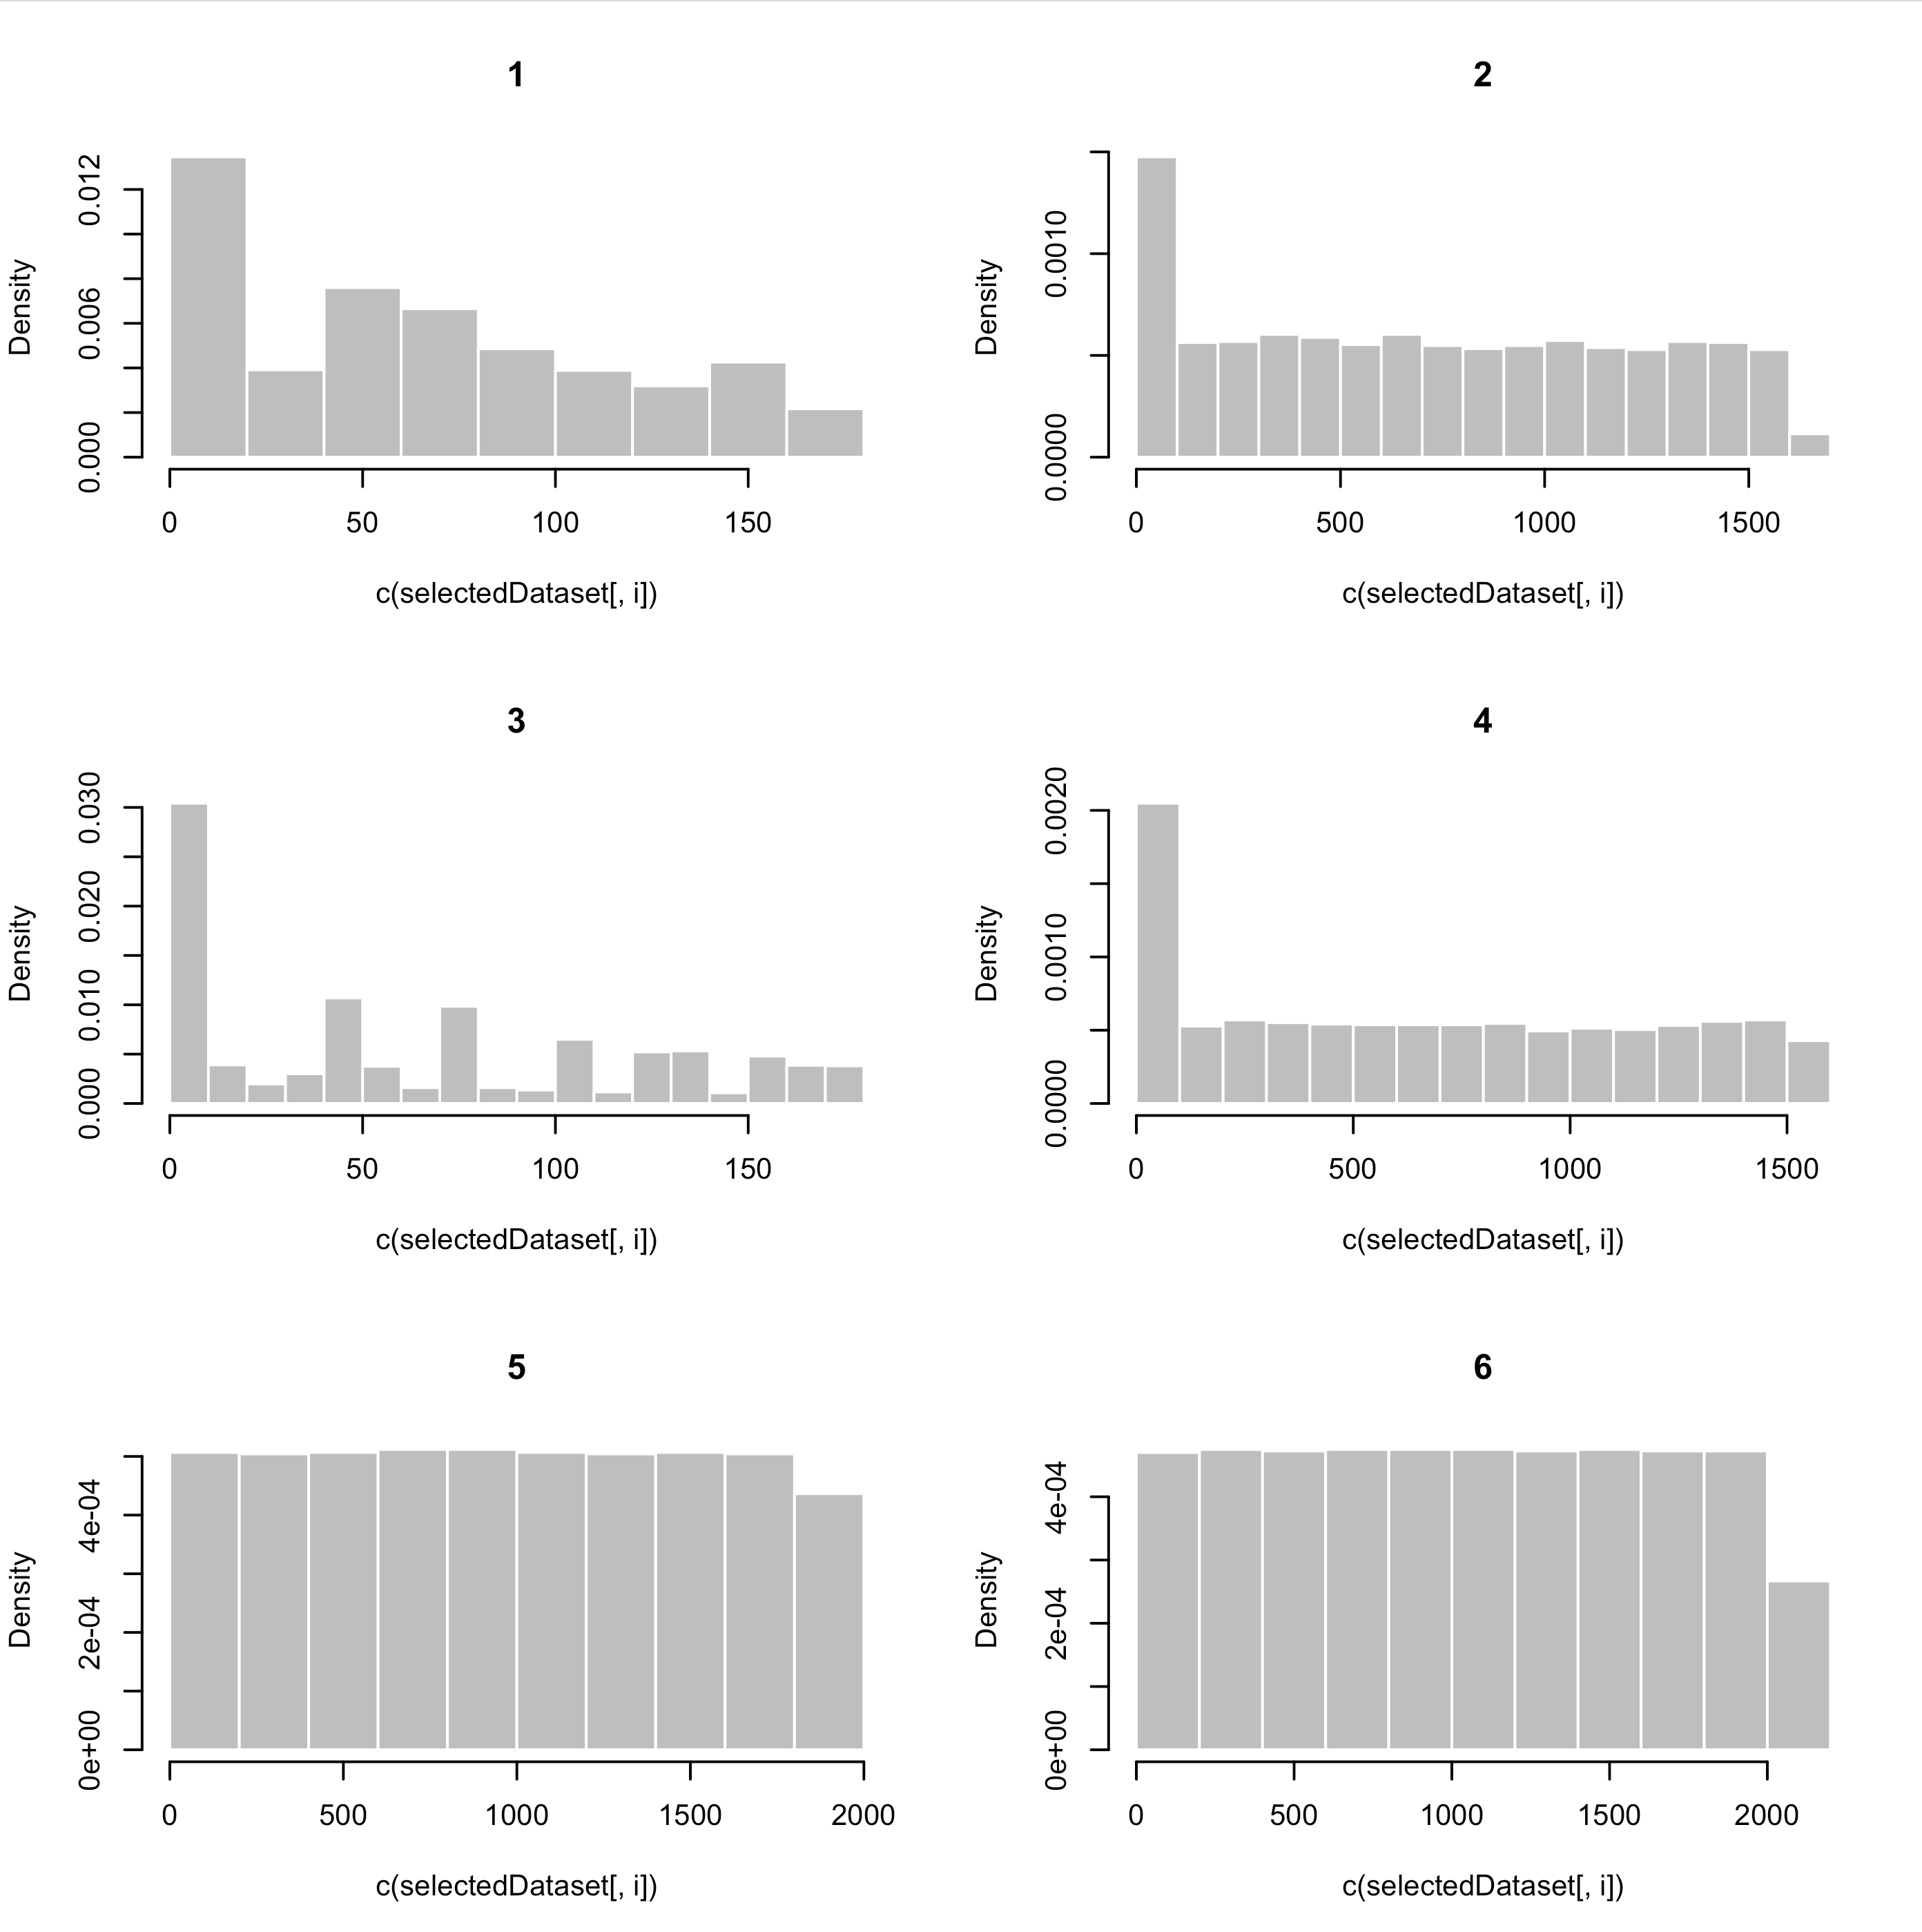 1
Density
0.000 0.006 0.012
0 50 100 150
c(selectedDataset[, i])
2
Density
0.0000 0.0010
0 500 1000 1500
c(selectedDataset[, i])
3
Density
0.000 0.010 0.020 0.030
0 50 100 150
c(selectedDataset[, i])
4
Density
0.0000 0.0010 0.0020
0 500 1000 1500
c(selectedDataset[, i])
5
Density
0e+00 2e-04 4e-04
0 500 1000 1500 2000
c(selectedDataset[, i])
6
Density
0e+00 2e-04 4e-04
0 500 1000 1500 2000
c(selectedDataset[, i])